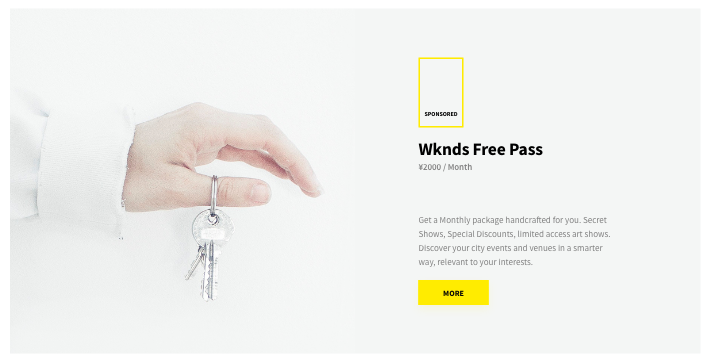 SPONSORED
Wknds Free Pass
¥2000 / Month
Get a Monthly package handcrafted for you. Secret
Shows, Special Discounts, limited access art shows.
Discover your city events and venues in a smarter
way, relevant to your interests.
MORE